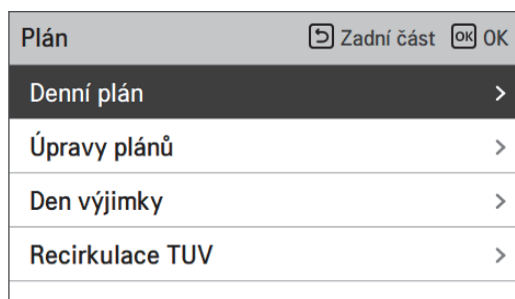 Plán Zadní část OK OK
Denní plán
Úpravy plánů
Den výjimky
Recirkulace TUV